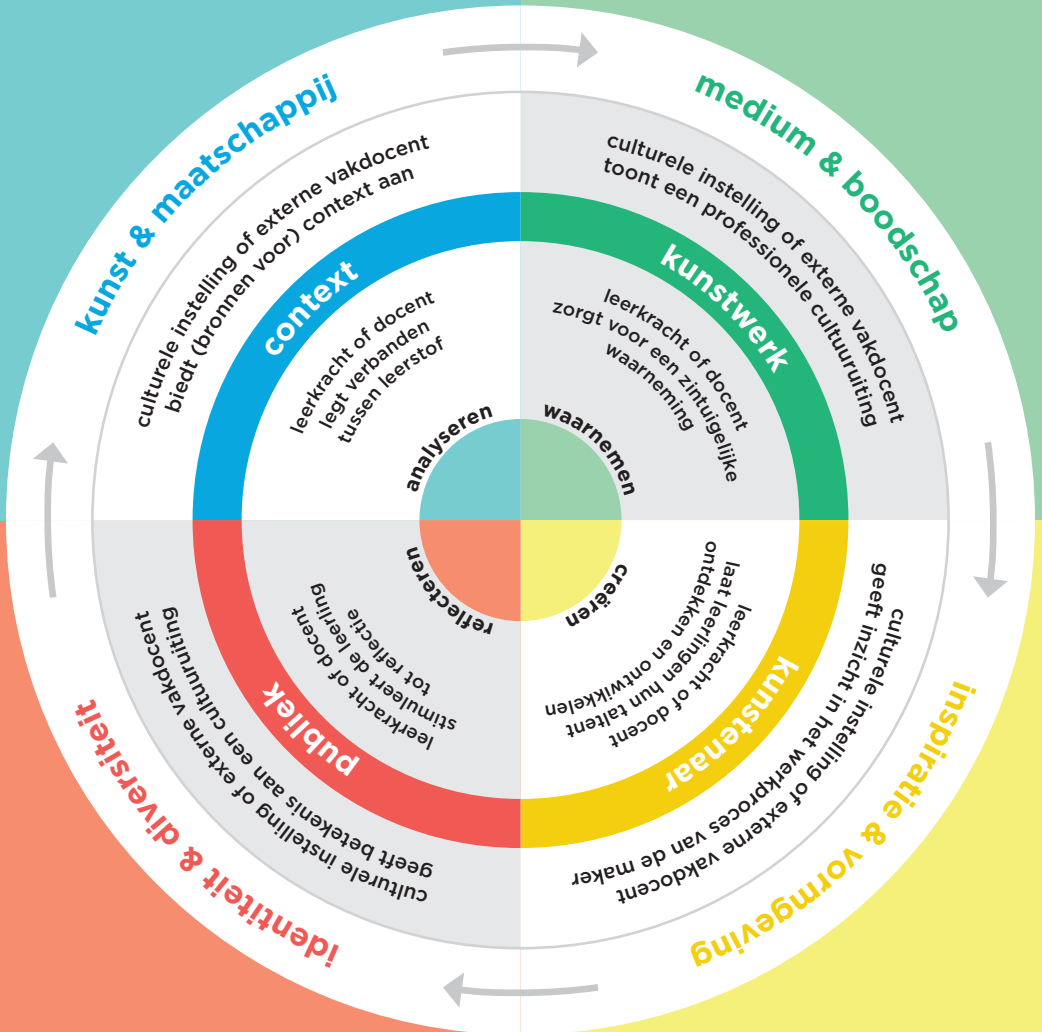 kunst & maatschappij
culturele instelling of externe vakdocent
biedt (bronnen voor) context aan
context
leerkracht of docent
legt verbanden
tussen leerstof
analyseren
medium & boodschap
culturele instelling of externe vakdocent
toont een professionele cultuuruiting
kunstwerk
leerkracht of docent
zorgt voor een zintuigelijke
waarneming
waarnemen
inspiratie & vormgeving
culturele instelling of externe vakdocent
geeft inzicht in het werkproces van de maker
kunstenaar
leerkracht of docent
laat leerlingen hun taltent
ontdekken en ontwikkelen
creëren
identiteit & diversiteit
culturele instelling of externe vakdocent
geeft betekenis aan een cultuuruiting
publiek
leerkracht of docent
stimuleert de leerling
tot reflectie
reflecteren